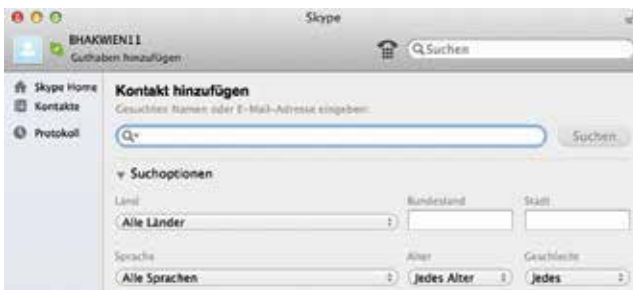 Skype
BHAKWIEN11
Guthaben hinzufügen
Suchen
Skype Home
Kontakte
Protokoll
Kontakt hinzufügen
Gesuchten Namen oder E-Mail-Adresse eingeben:
Suchen
Suchoptionen
Land
Bundesland
Stadt
Alle Länder
Sprache
Alter
Geschlecht
Alle Sprachen
Jedes Alter
Jedes